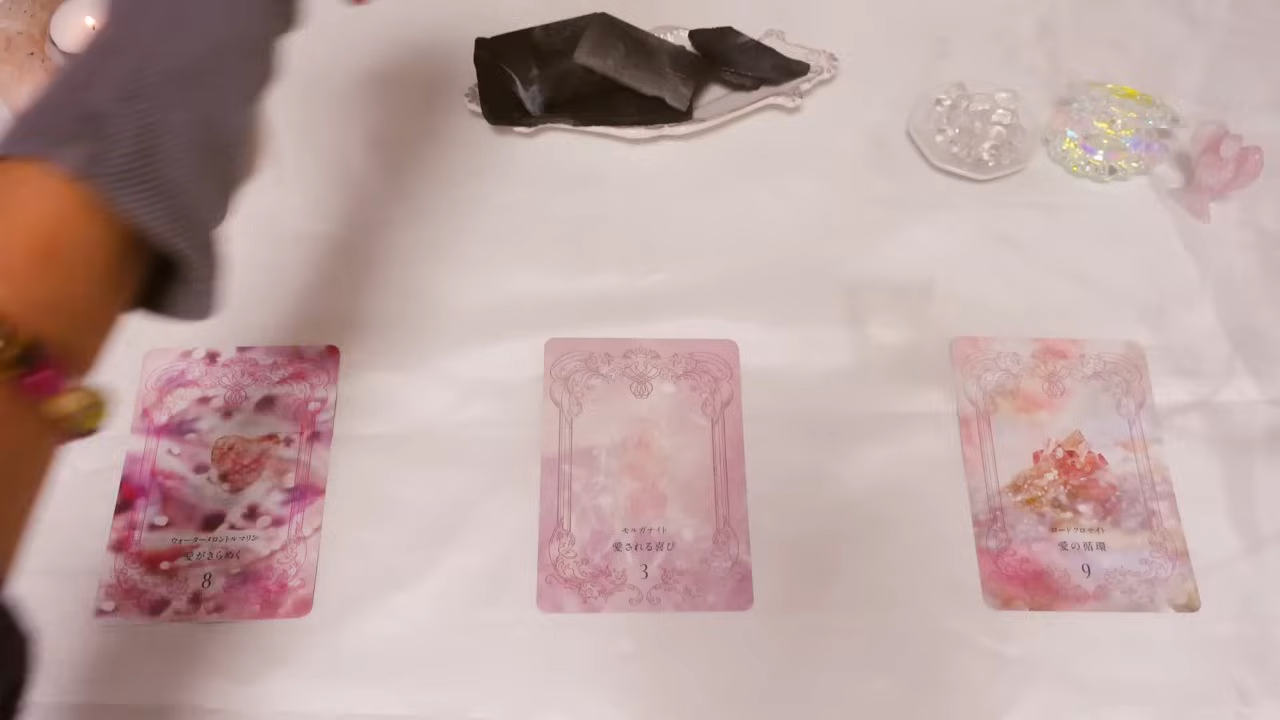 ウォーターメロントルマリン
愛がきらめく
8
モルガナイト
愛される喜び
3
ロードクロサイト
愛の循環
9